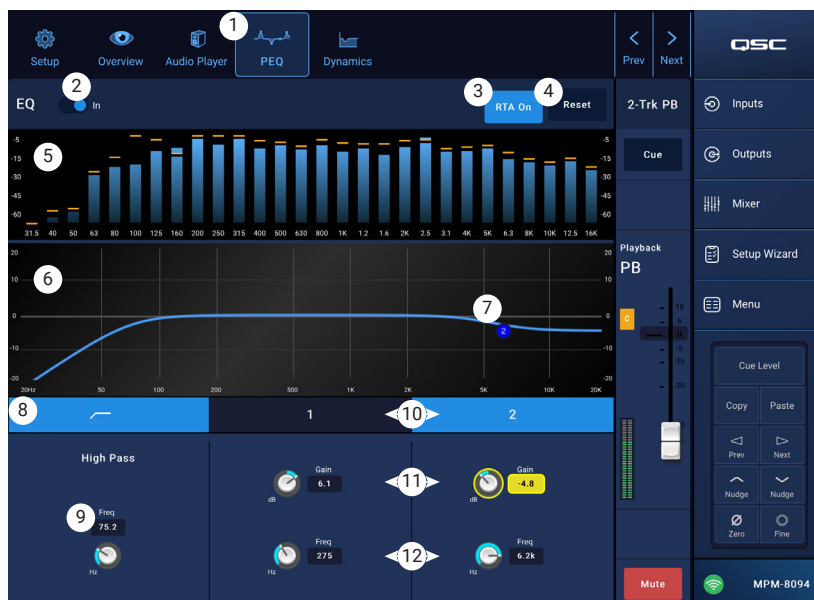 1
Setup
Overview
Audio Player
PEQ
Dynamics
Prev
Next
QSC
2
EQ
In
3
RTA On
4
Reset
2-Trk PB
Inputs
5
-5
-15
-30
-45
-60
-5
-15
-30
-45
-60
31.5 40 50 63 80 100 125 160 200 250 315 400 500 630 800 1K 1.2 1.6 2K 2.5 3.1 4K 5K 6.3 8K 10K 12.5 16K
Cue
Outputs
Mixer
6
20
10
0
-10
-20
20
10
0
-10
-20
7
2
20Hz 50 100 200 500 1K 2K 5K 10K 20K
Playback
PB
C
10
5
U
-5
-10
-20
Setup Wizard
Menu
8
1
10
2
Cue Level
Copy
Paste
Prev
Next
Nudge
Nudge
Zero
Fine
High Pass
9
Freq
75.2
Hz
Gain
6.1
dB
11
Gain
-4.8
dB
Freq
275
Hz
12
Freq
6.2k
Hz
Mute
MPM-8094